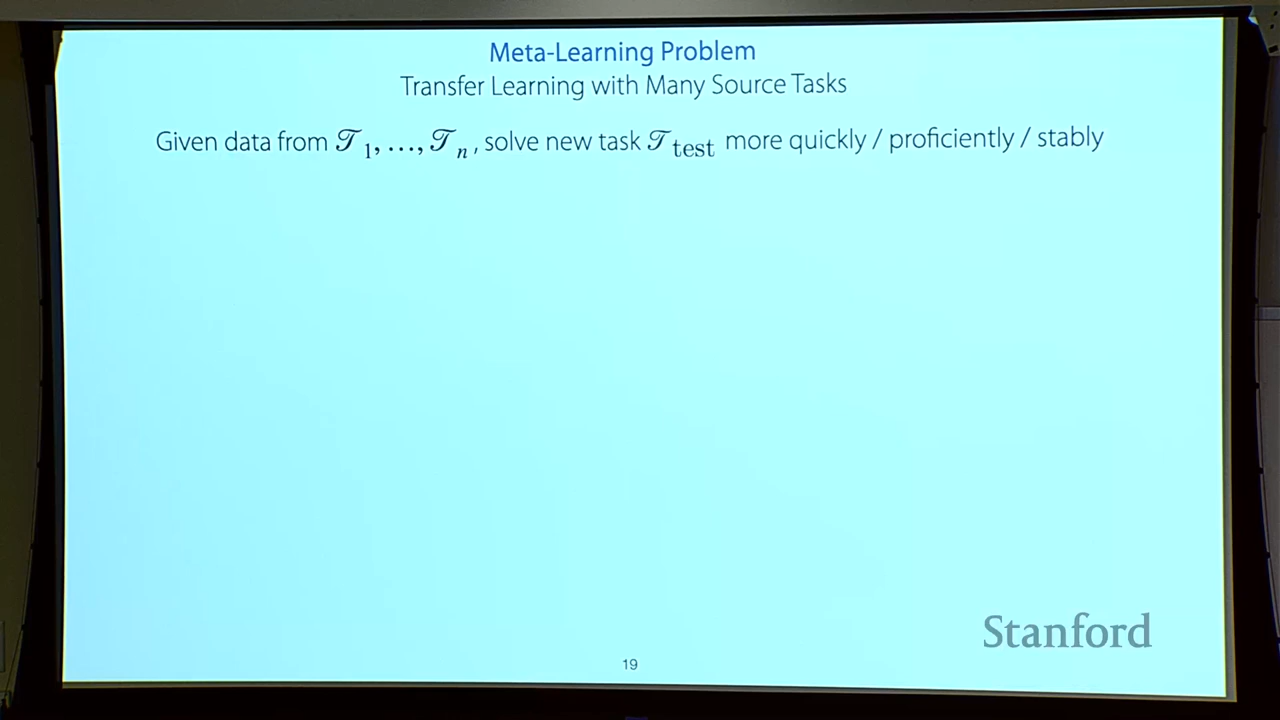 Meta-Learning Problem
Transfer Learning with Many Source Tasks
Given data from 𝒯₁, …, 𝒯ₙ, solve new task 𝒯test more quickly / proficiently / stably
Stanford
19